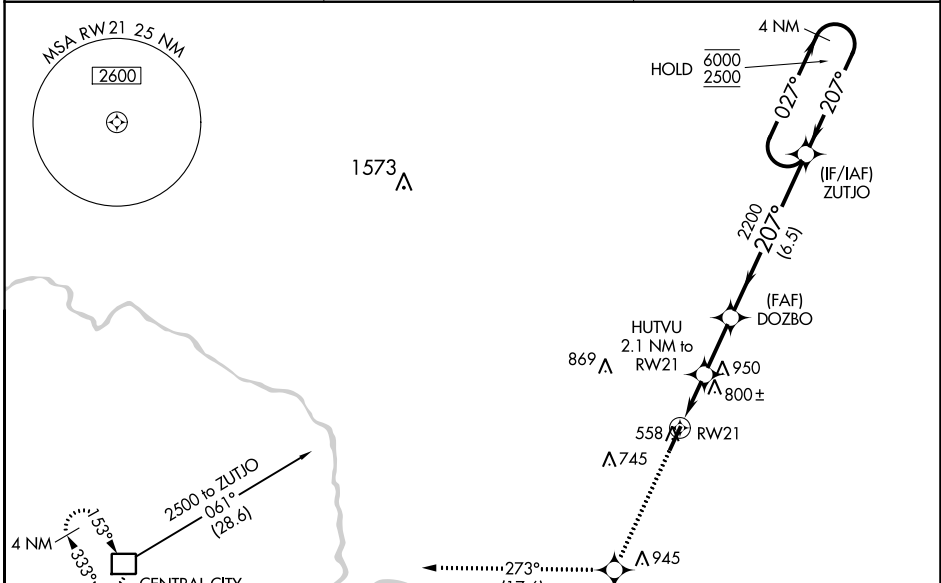 MSA RW21 25 NM
2600
4 NM
HOLD
6000
2500
027°
207°
1573
(IF/IAF)
ZUTJO
2200
207°
(6.5)
(FAF)
DOZBO
HUTVU
2.1 NM to
RW21
869
950
800±
558
RW21
745
2500 to ZUTJO
061°
(28.6)
4 NM
153°
333°
CENTRAL CITY
945
273°
(17.6)